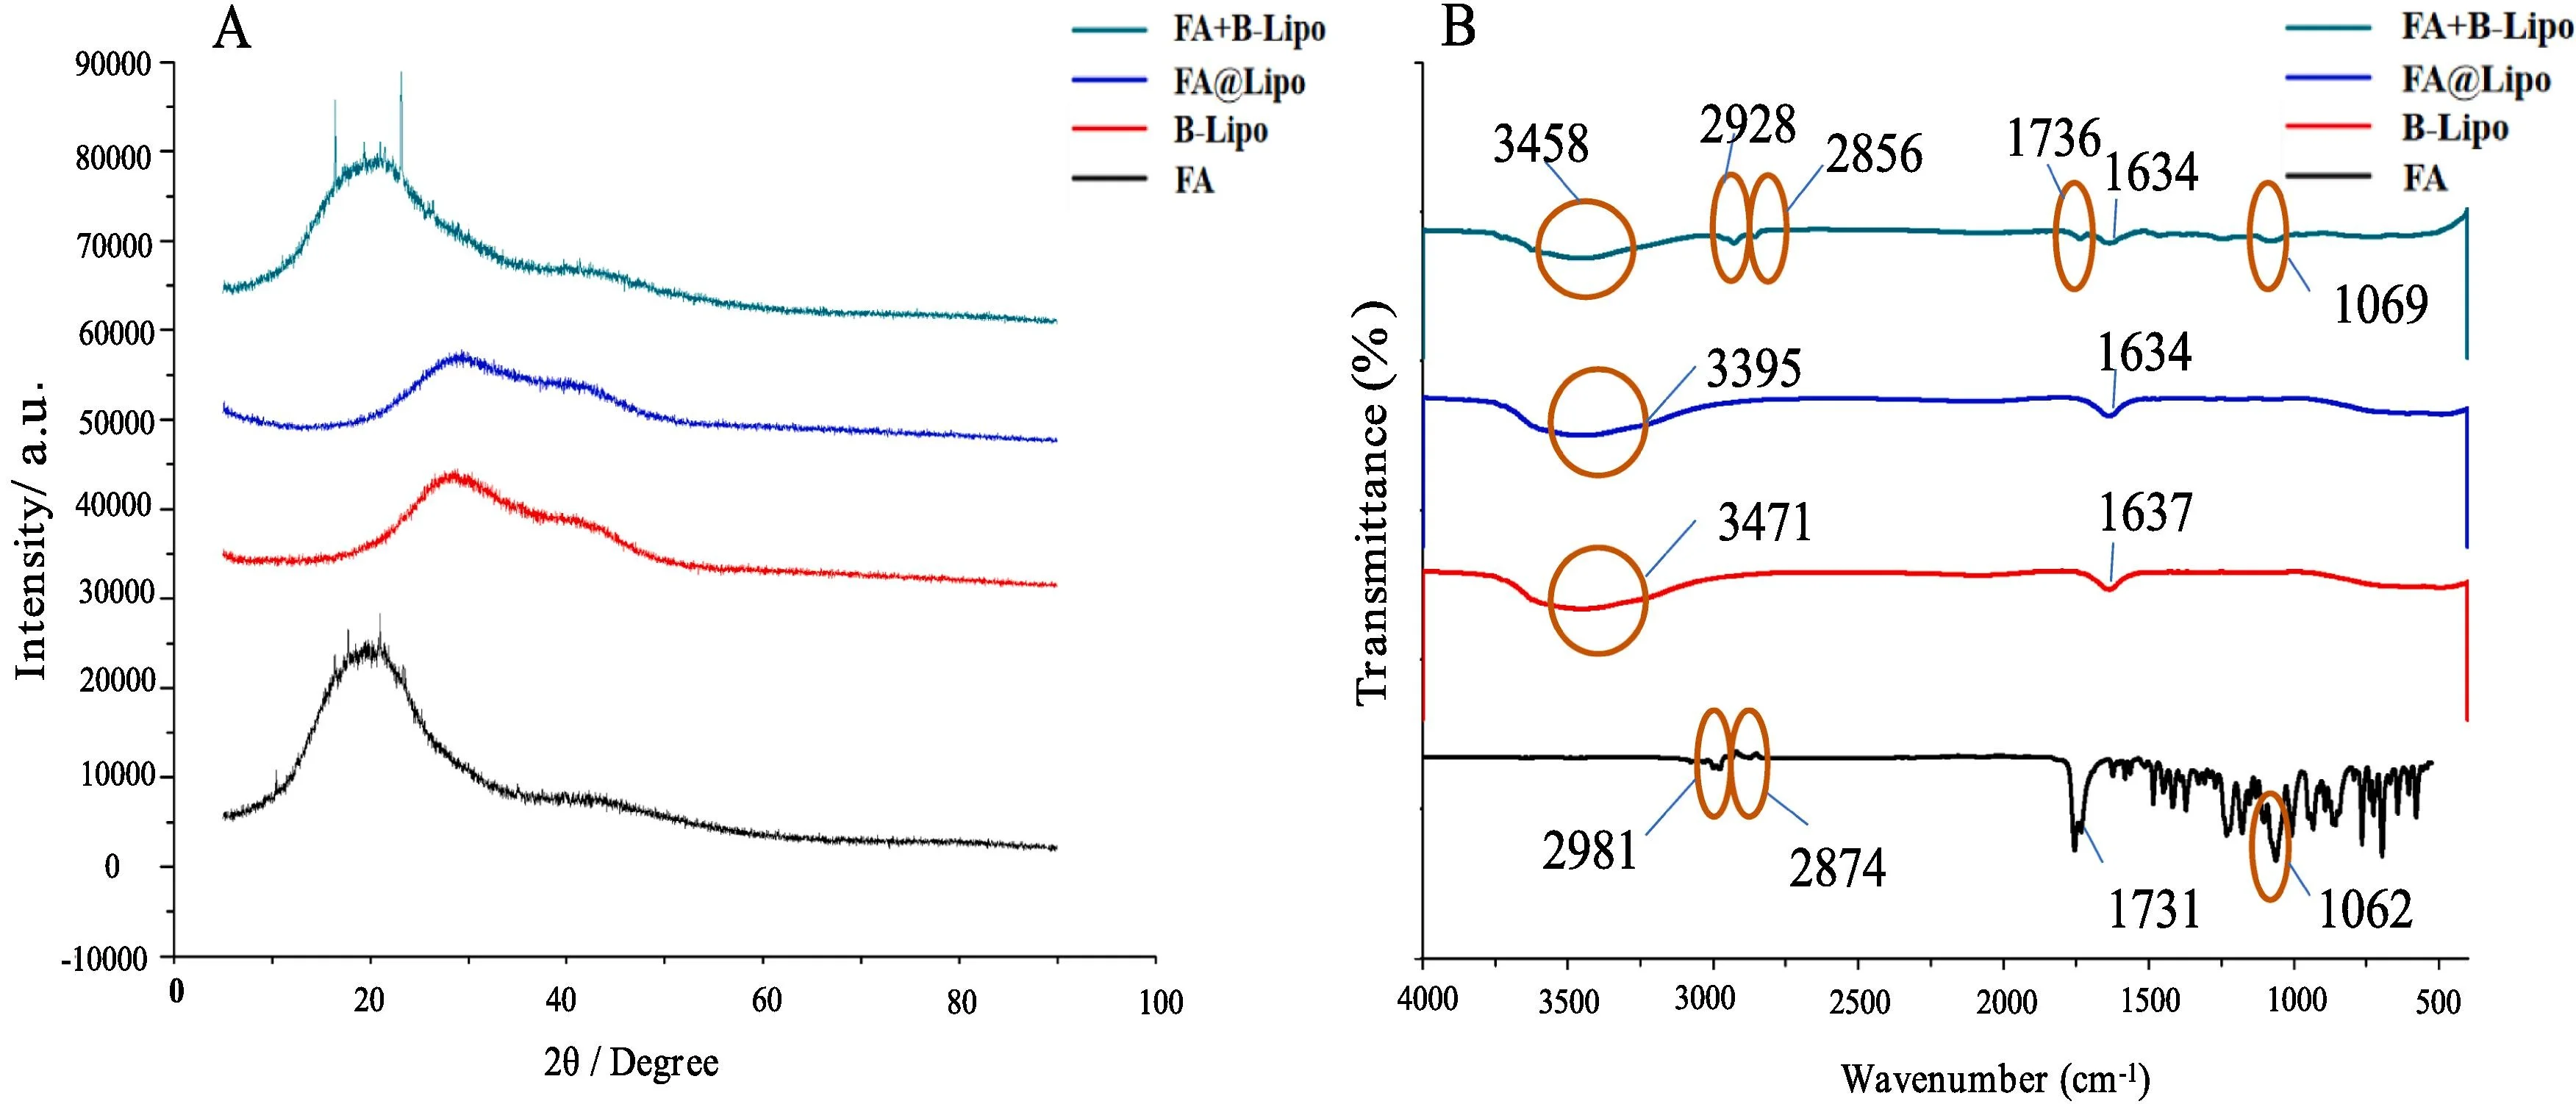 A
FA+B-Lipo
FA@Lipo
B-Lipo
FA
90000
80000
70000
60000
50000
40000
30000
20000
10000
0
-10000
Intensity/ a.u.
0 20 40 60 80 100
2θ / Degree
B
FA+B-Lipo
FA@Lipo
B-Lipo
FA
3458
2928
2856
1736
1634
1069
3395
1634
3471
1637
2981
2874
1731
1062
Transmittance (%)
4000 3500 3000 2500 2000 1500 1000 500
Wavenumber (cm-1)